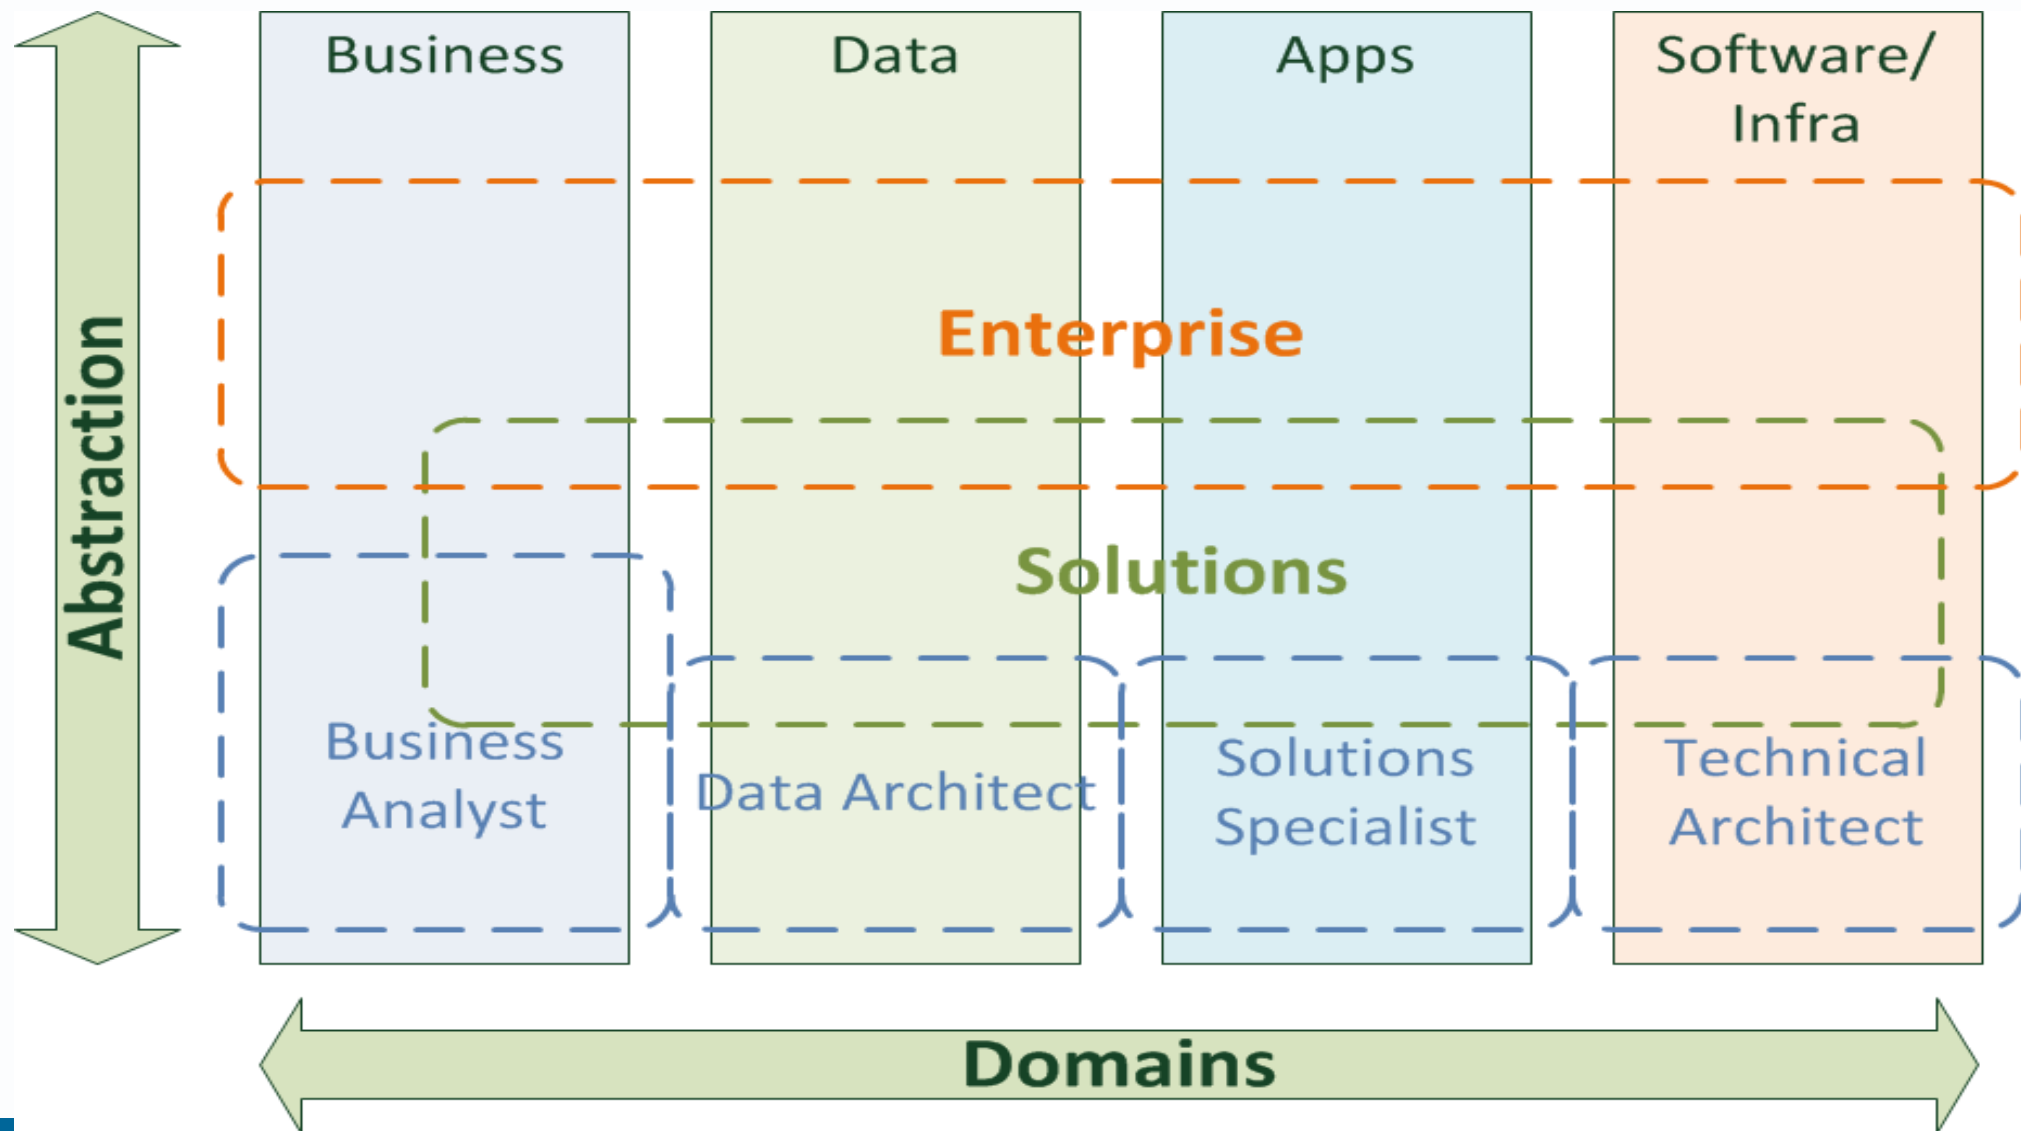 Business
Data
Apps
Software/
Infra
Enterprise
Abstraction
Solutions
Business
Analyst
Data Architect
Solutions
Specialist
Technical
Architect
Domains